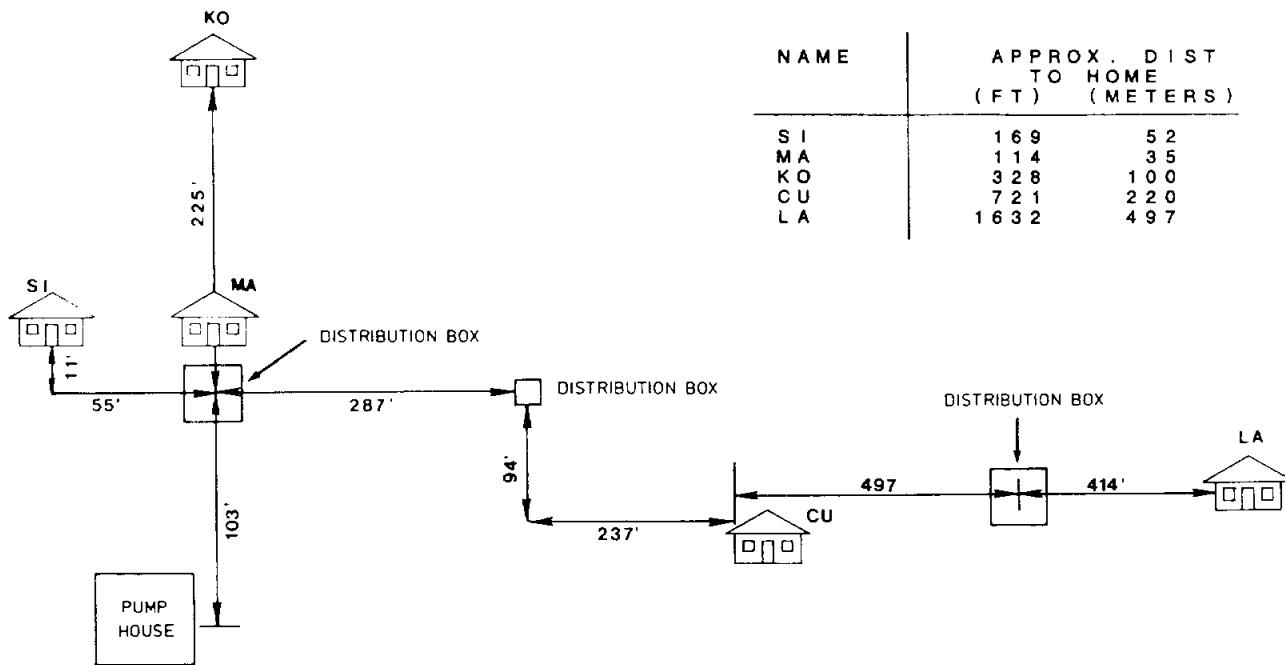 KO
NAME APPROX. DIST
TO HOME
(FT) (METERS)
SI 169 52
MA 114 35
KO 328 100
CU 721 220
LA 1632 497
225'
SI
MA
DISTRIBUTION BOX
11'
55'
287'
DISTRIBUTION BOX
DISTRIBUTION BOX
LA
94'
497
414'
103'
237'
CU
PUMP
HOUSE